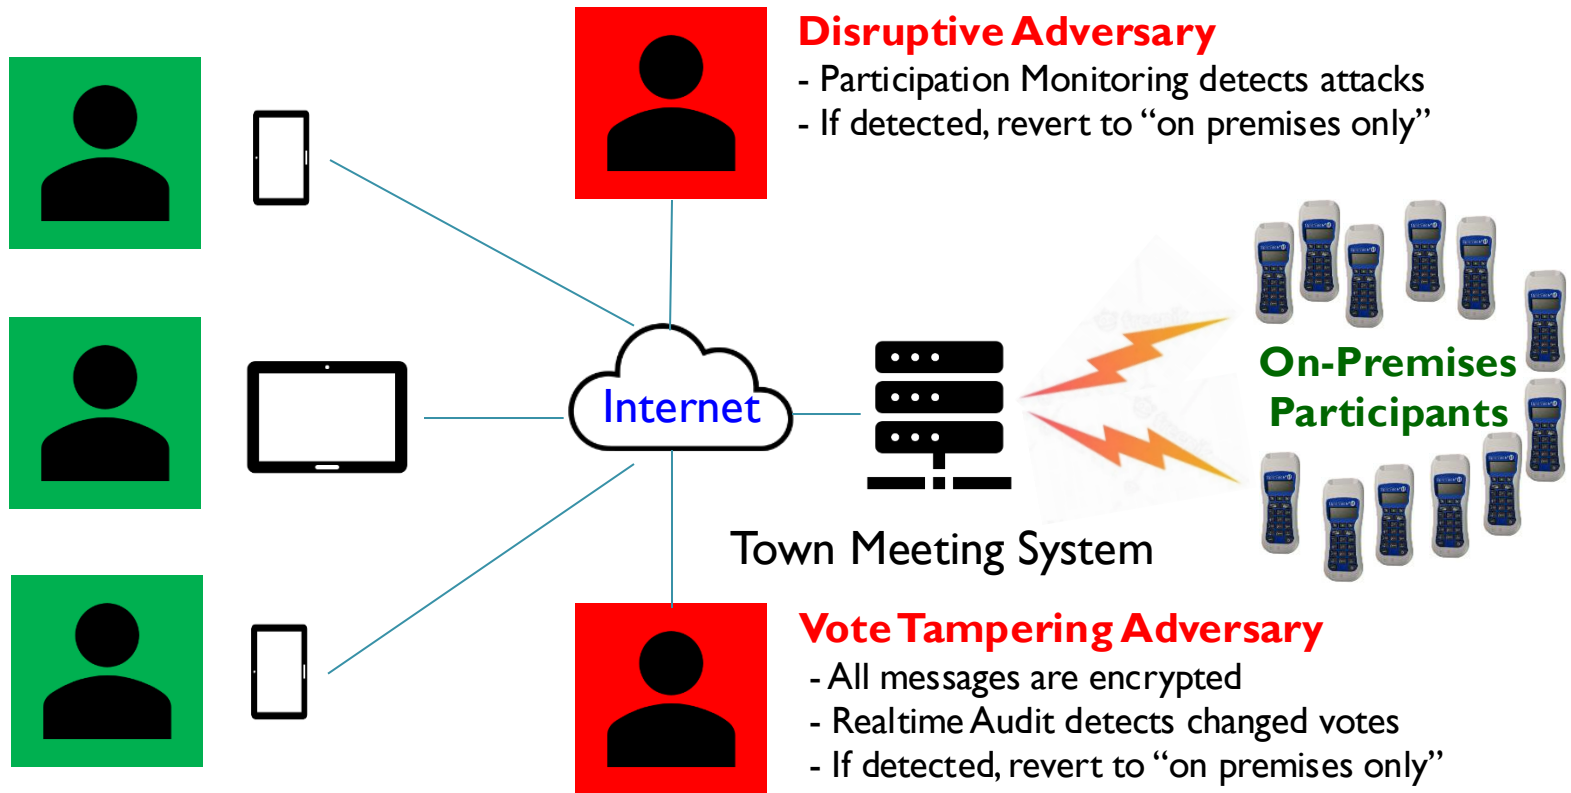 Disruptive Adversary
- Participation Monitoring detects attacks
- If detected, revert to “on premises only”
Internet
On-Premises
Participants
Town Meeting System
Vote Tampering Adversary
- All messages are encrypted
- Realtime Audit detects changed votes
- If detected, revert to “on premises only”